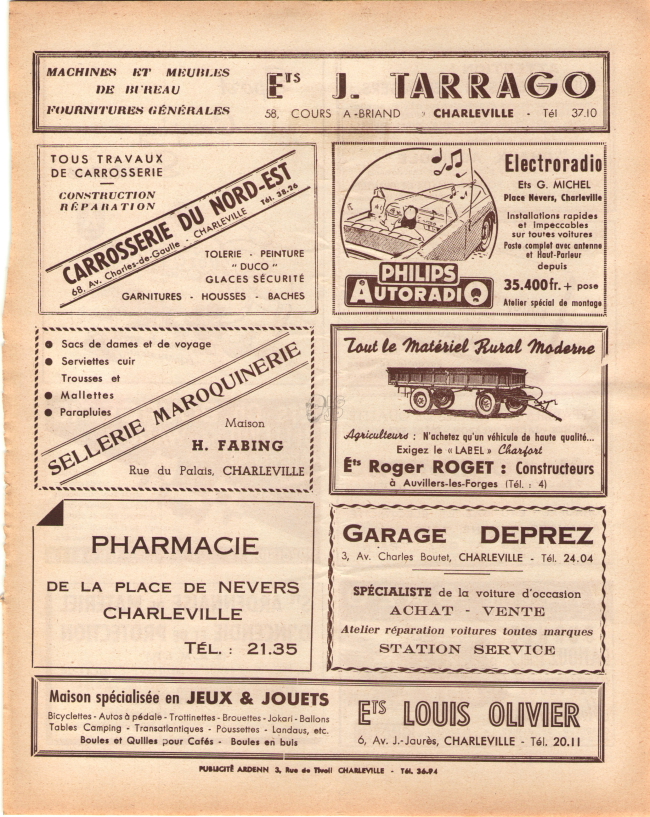 MACHINES ET MEUBLES
DE BUREAU
FOURNITURES GÉNÉRALES
Ets J. TARRAGO
58, COURS A-BRIAND - CHARLEVILLE - Tél 37.10
TOUS TRAVAUX
DE CARROSSERIE
CONSTRUCTION
RÉPARATION
CARROSSERIE DU NORD-EST
68, Av. Charles-de-Gaulle - CHARLEVILLE Tél. 38.26
TOLERIE - PEINTURE
"DUCO"
GLACES SÉCURITÉ
GARNITURES - HOUSSES - BACHES
Electroradio
Ets G. MICHEL
Place Nevers, Charleville
Installations rapides
et impeccables
sur toutes voitures
Poste complet avec antenne
et Haut-Parleur
depuis
35.400 fr. + pose
Atelier spécial de montage
PHILIPS
AUTORADIO
Sacs de dames et de voyage
Serviettes cuir
Trousses et
Mallettes
Parapluies
SELLERIE MAROQUINERIE
Maison
H. FABING
Rue du Palais, CHARLEVILLE
Tout le Matériel Rural Moderne
Agriculteurs : N'achetez qu'un véhicule de haute qualité...
Exigez le « LABEL » Charfort
Éts Roger ROGET : Constructeurs
à Auvillers-les-Forges (Tél. : 4)
PHARMACIE
DE LA PLACE DE NEVERS
CHARLEVILLE
TÉL. : 21.35
GARAGE DEPREZ
3, Av. Charles Boutet, CHARLEVILLE - Tél. 24.04
SPÉCIALISTE de la voiture d'occasion
ACHAT - VENTE
Atelier réparation voitures toutes marques
STATION SERVICE
Maison spécialisée en JEUX & JOUETS
Bicyclettes - Autos à pédale - Trottinettes - Brouettes - Jokari - Ballons
Tables Camping - Transatlantiques - Poussettes - Landaus, etc.
Boules et Quilles pour Cafés - Boules en buis
Ets LOUIS OLIVIER
6, Av. J.-Jaurès, CHARLEVILLE - Tél. 20.11
PUBLICITÉ ARDENN 3, Rue de Tivoli CHARLEVILLE - Tél. 36-94